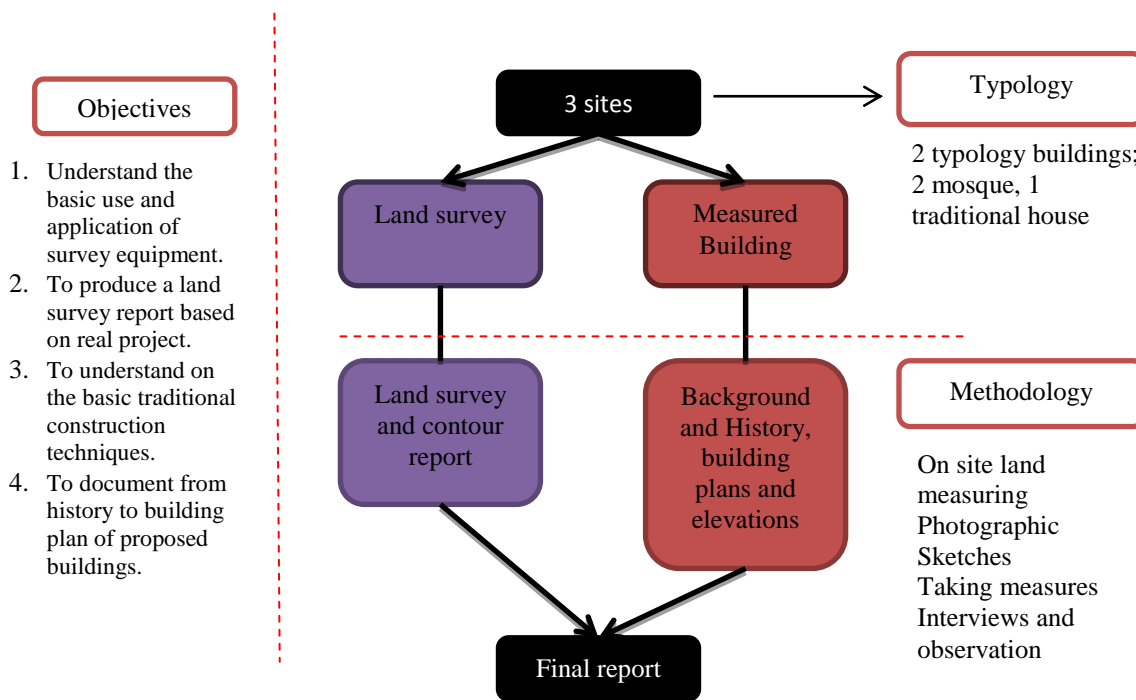 Objectives
1. Understand the
basic use and
application of
survey equipment.
2. To produce a land
survey report based
on real project.
3. To understand on
the basic traditional
construction
techniques.
4. To document from
history to building
plan of proposed
buildings.
3 sites
Typology
2 typology buildings;
2 mosque, 1
traditional house
Land survey
Measured
Building
Land survey
and contour
report
Background
and History,
building
plans and
elevations
Methodology
On site land
measuring
Photographic
Sketches
Taking measures
Interviews and
observation
Final report